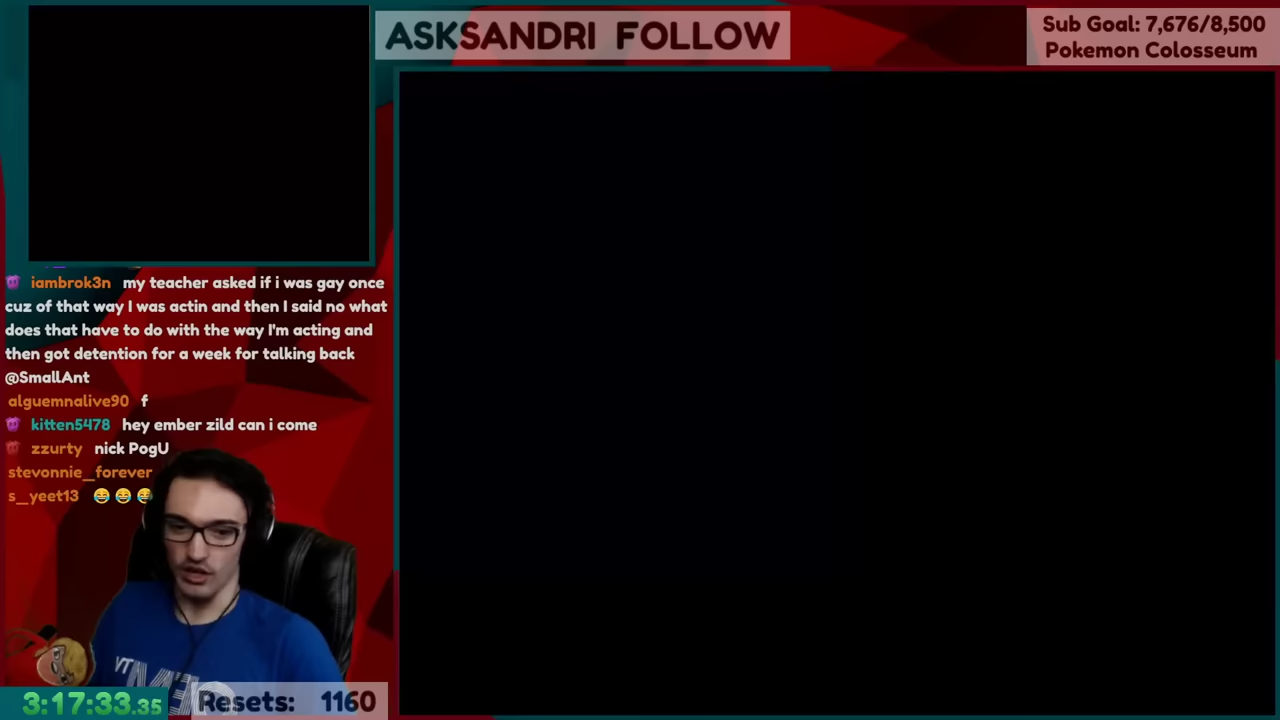 ASKSANDRI FOLLOW
Sub Goal: 7,676/8,500
Pokemon Colosseum
iambrok3n my teacher asked if i was gay once
cuz of that way I was actin and then I said no what
does that have to do with the way I'm acting and
then got detention for a week for talking back
@SmallAnt
alguemnalive90 f
kitten5478 hey ember zild can i come
zzurty nick PogU
stevonnie__forever
s_yeet13 😂 😂 😂
3:17:33.35
Resets: 1160